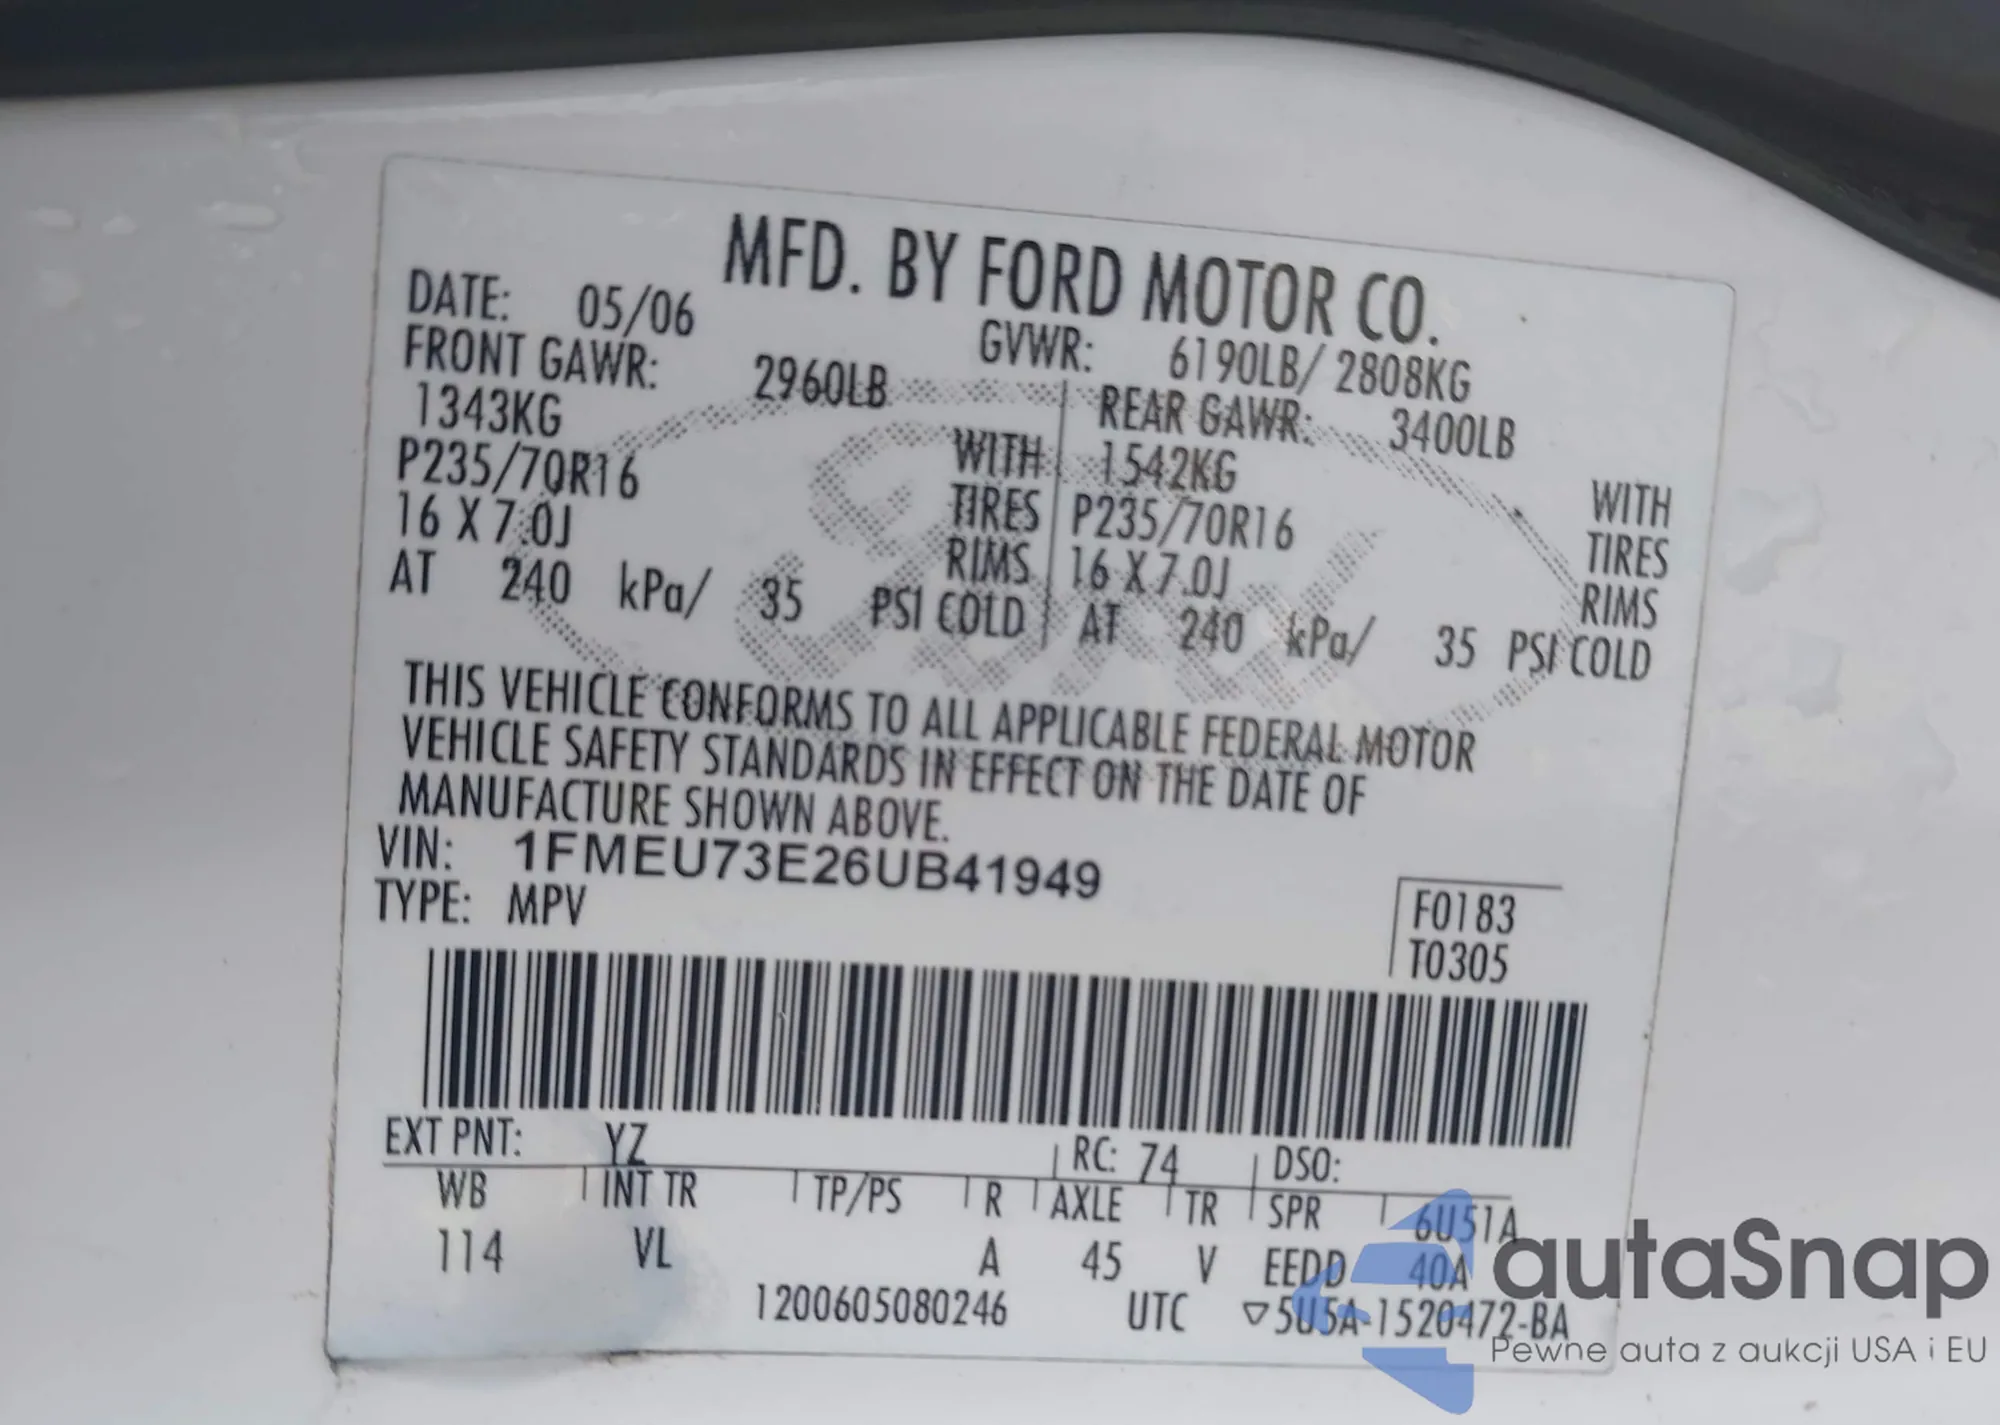 MFD. BY FORD MOTOR CO.
DATE: 05/06 GVWR: 6190LB/ 2808KG
FRONT GAWR: 2960LB REAR GAWR: 3400LB
1343KG WITH 1542KG WITH
P235/70R16 TIRES P235/70R16 TIRES
16 X 7.0J RIMS 16 X 7.0J RIMS
AT 240 kPa/ 35 PSI COLD AT 240 kPa/ 35 PSI COLD
THIS VEHICLE CONFORMS TO ALL APPLICABLE FEDERAL MOTOR
VEHICLE SAFETY STANDARDS IN EFFECT ON THE DATE OF
MANUFACTURE SHOWN ABOVE.
VIN: 1FMEU73E26UB41949
TYPE: MPV
F0183
T0305
EXT PNT: YZ RC: 74 DSO:
WB INT TR TP/PS R AXLE TR SPR 6U51A
114 VL A 45 V EEDD 40A
1200605080246 UTC ▽5U5A-1520472-BA
Ford
autaSnap
Pewne auta z aukcji USA i EU